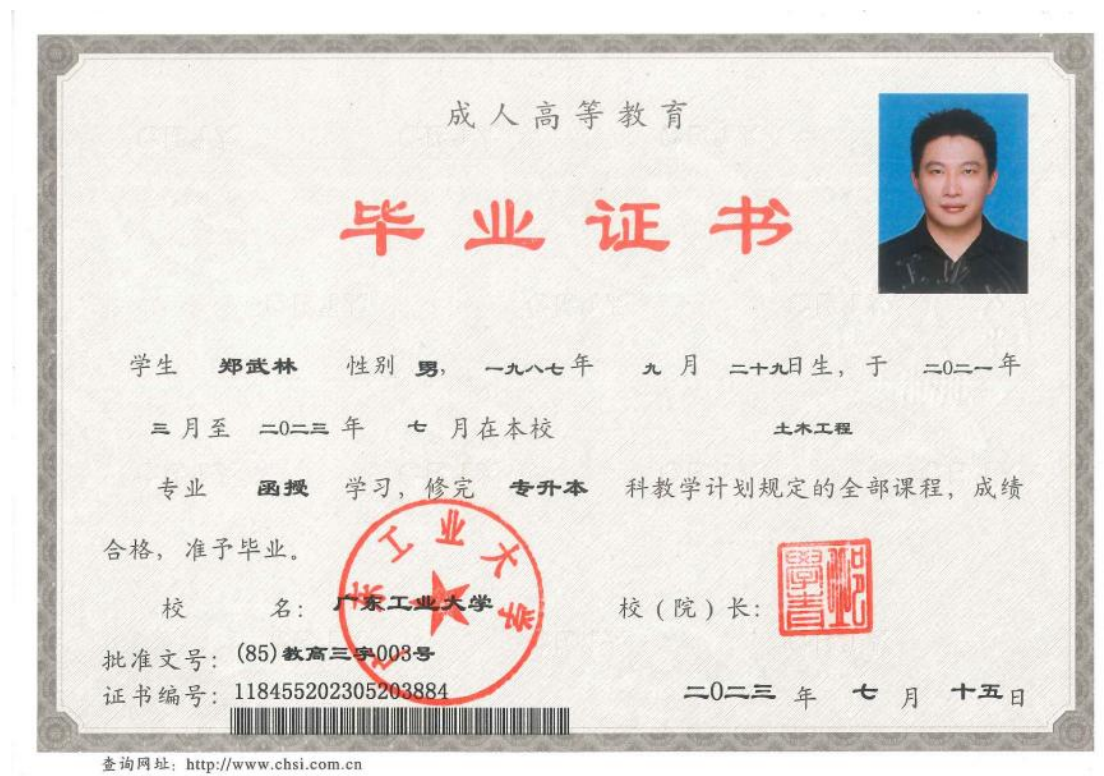 成人高等教育
毕业证书
学生 郑武林 性别 男, 一九八七年 九 月 二十九日生, 于 二0二一年
三 月至 二0二三 年 七 月在本校 土木工程
专业 函授 学习, 修完 专升本 科教学计划规定的全部课程, 成绩
合格, 准予毕业。
广东工业大学
校 名: 广东工业大学 校(院)长:
批准文号: (85)教高三字003号
证书编号: 118455202305203884 二0二三 年 七 月 十五日
查询网址: http://www.chsi.com.cn